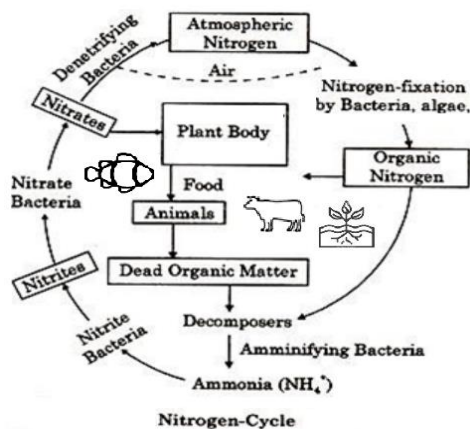 Atmospheric
Nitrogen
Denetrifying
Bacteria
Air
Nitrogen-fixation
by Bacteria, algae,
Nitrates
Plant Body
Organic
Nitrogen
Nitrate
Bacteria
Food
Animals
Dead Organic Matter
Nitrites
Decomposers
Nitrite
Bacteria
Amminifying Bacteria
Ammonia (NH₄⁺)
Nitrogen-Cycle